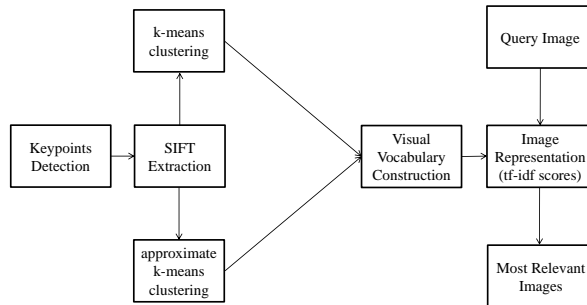 k-means
clustering
Query Image
Keypoints
Detection
SIFT
Extraction
Visual
Vocabulary
Construction
Image
Representation
(tf-idf scores)
approximate
k-means
clustering
Most Relevant
Images